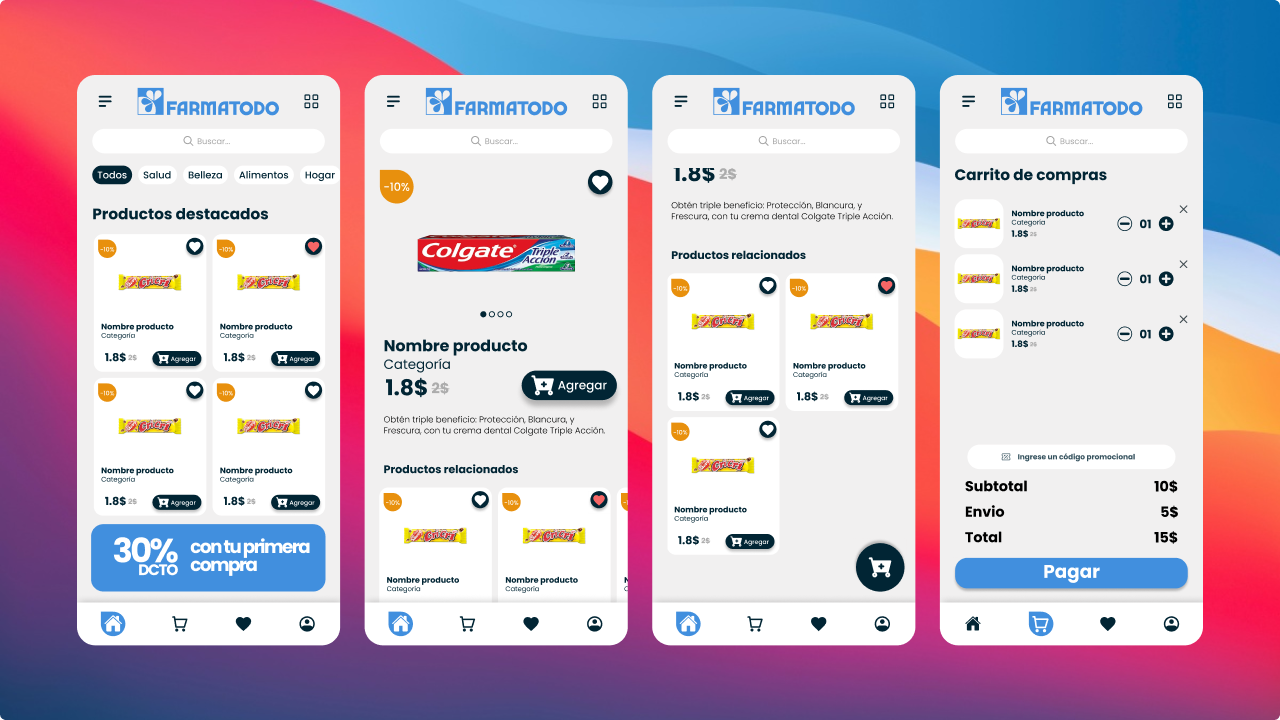 FARMATODO
Buscar...
Todos Salud Belleza Alimentos Hogar
Productos destacados
-10% -10%
Nombre producto Nombre producto
Categoría Categoría
1.8$ 2$ Agregar 1.8$ 2$ Agregar
-10% -10%
Nombre producto Nombre producto
Categoría Categoría
1.8$ 2$ Agregar 1.8$ 2$ Agregar
30% DCTO
con tu primera
compra
FARMATODO
Buscar...
-10%
Colgate Triple Acción
Nombre producto
Categoría
1.8$ 2$ Agregar
Obtén triple beneficio: Protección, Blancura, y
Frescura, con tu crema dental Colgate Triple Acción.
Productos relacionados
-10% -10%
Nombre producto Nombre producto
Categoría Categoría
FARMATODO
Buscar...
1.8$ 2$
Obtén triple beneficio: Protección, Blancura, y
Frescura, con tu crema dental Colgate Triple Acción.
Productos relacionados
-10% -10%
Nombre producto Nombre producto
Categoría Categoría
1.8$ 2$ Agregar 1.8$ 2$ Agregar
-10%
Nombre producto
Categoría
1.8$ 2$ Agregar
FARMATODO
Buscar...
Carrito de compras
Nombre producto
Categoría
1.8$ 2$
01
Nombre producto
Categoría
1.8$ 2$
01
Nombre producto
Categoría
1.8$ 2$
01
Ingrese un código promocional
Subtotal 10$
Envio 5$
Total 15$
Pagar